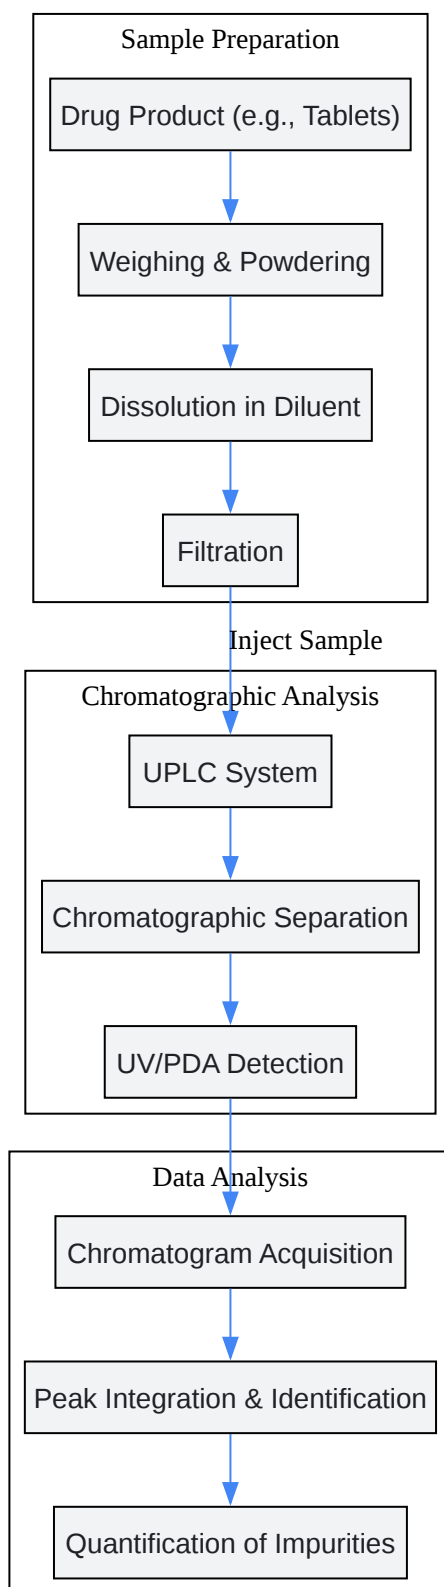 Sample Preparation
Drug Product (e.g., Tablets)
Weighing & Powdering
Dissolution in Diluent
Filtration
Inject Sample
Chromatographic Analysis
UPLC System
Chromatographic Separation
UV/PDA Detection
Data Analysis
Chromatogram Acquisition
Peak Integration & Identification
Quantification of Impurities